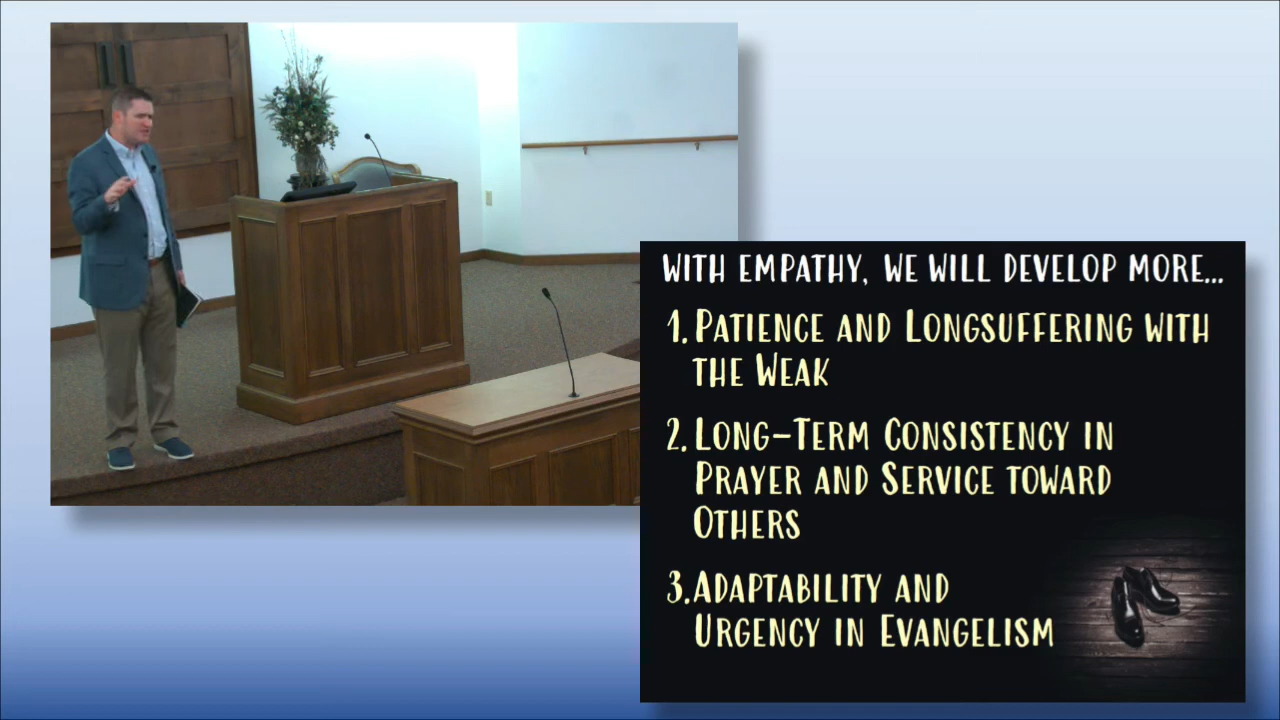 WITH EMPATHY, WE WILL DEVELOP MORE...
1. PATIENCE AND LONGSUFFERING WITH
THE WEAK
2. LONG-TERM CONSISTENCY IN
PRAYER AND SERVICE TOWARD
OTHERS
3. ADAPTABILITY AND
URGENCY IN EVANGELISM